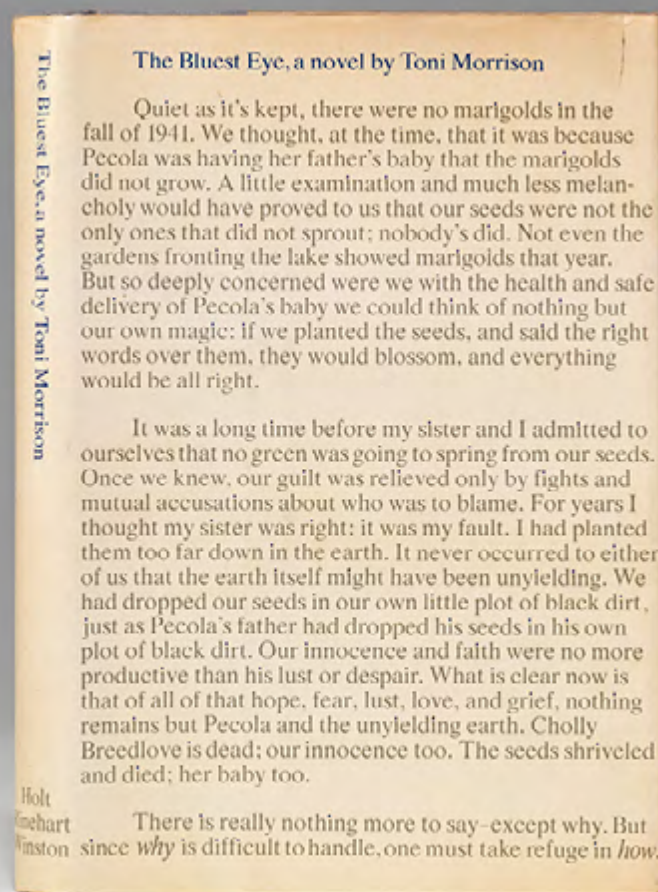 The Bluest Eye, a novel by Toni Morrison
The Bluest Eye, a novel by Toni Morrison
Quiet as it's kept, there were no marigolds in the
fall of 1941. We thought, at the time, that it was because
Pecola was having her father's baby that the marigolds
did not grow. A little examination and much less melan-
choly would have proved to us that our seeds were not the
only ones that did not sprout; nobody's did. Not even the
gardens fronting the lake showed marigolds that year.
But so deeply concerned were we with the health and safe
delivery of Pecola's baby we could think of nothing but
our own magic: if we planted the seeds, and said the right
words over them, they would blossom, and everything
would be all right.
It was a long time before my sister and I admitted to
ourselves that no green was going to spring from our seeds.
Once we knew, our guilt was relieved only by fights and
mutual accusations about who was to blame. For years I
thought my sister was right: it was my fault. I had planted
them too far down in the earth. It never occurred to either
of us that the earth itself might have been unyielding. We
had dropped our seeds in our own little plot of black dirt,
just as Pecola's father had dropped his seeds in his own
plot of black dirt. Our innocence and faith were no more
productive than his lust or despair. What is clear now is
that of all of that hope, fear, lust, love, and grief, nothing
remains but Pecola and the unyielding earth. Cholly
Breedlove is dead; our innocence too. The seeds shriveled
and died; her baby too.
There is really nothing more to say–except why. But
since why is difficult to handle, one must take refuge in how.
Holt
Rinehart
Winston